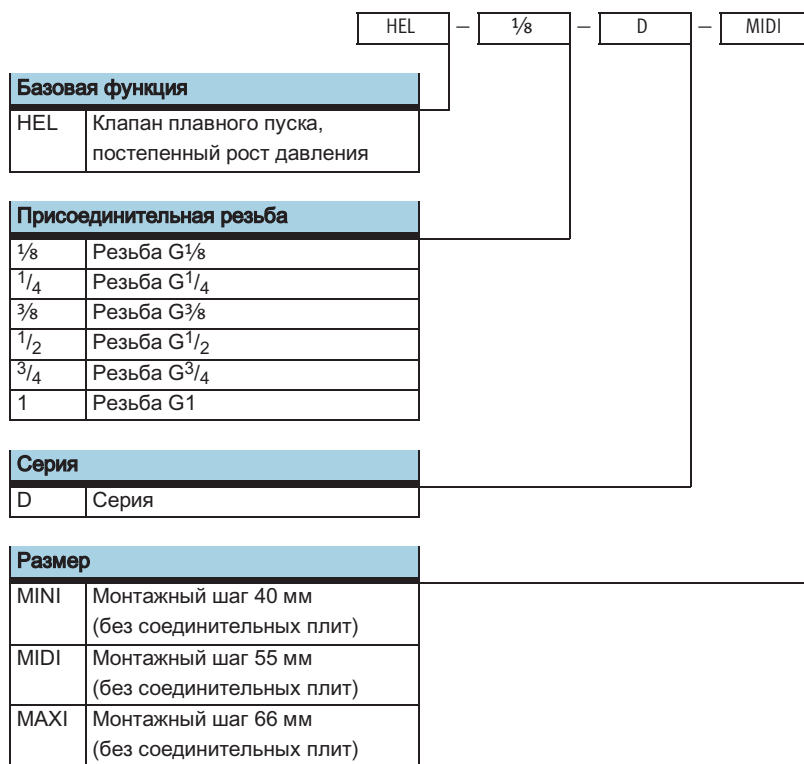 HEL – ⅛ – D – MIDI
Базовая функция
HEL Клапан плавного пуска,
постепенный рост давления
Присоединительная резьба
⅛ Резьба G⅛
1/4 Резьба G1/4
⅜ Резьба G⅜
1/2 Резьба G1/2
3/4 Резьба G3/4
1 Резьба G1
Серия
D Серия
Размер
MINI Монтажный шаг 40 мм
(без соединительных плит)
MIDI Монтажный шаг 55 мм
(без соединительных плит)
MAXI Монтажный шаг 66 мм
(без соединительных плит)